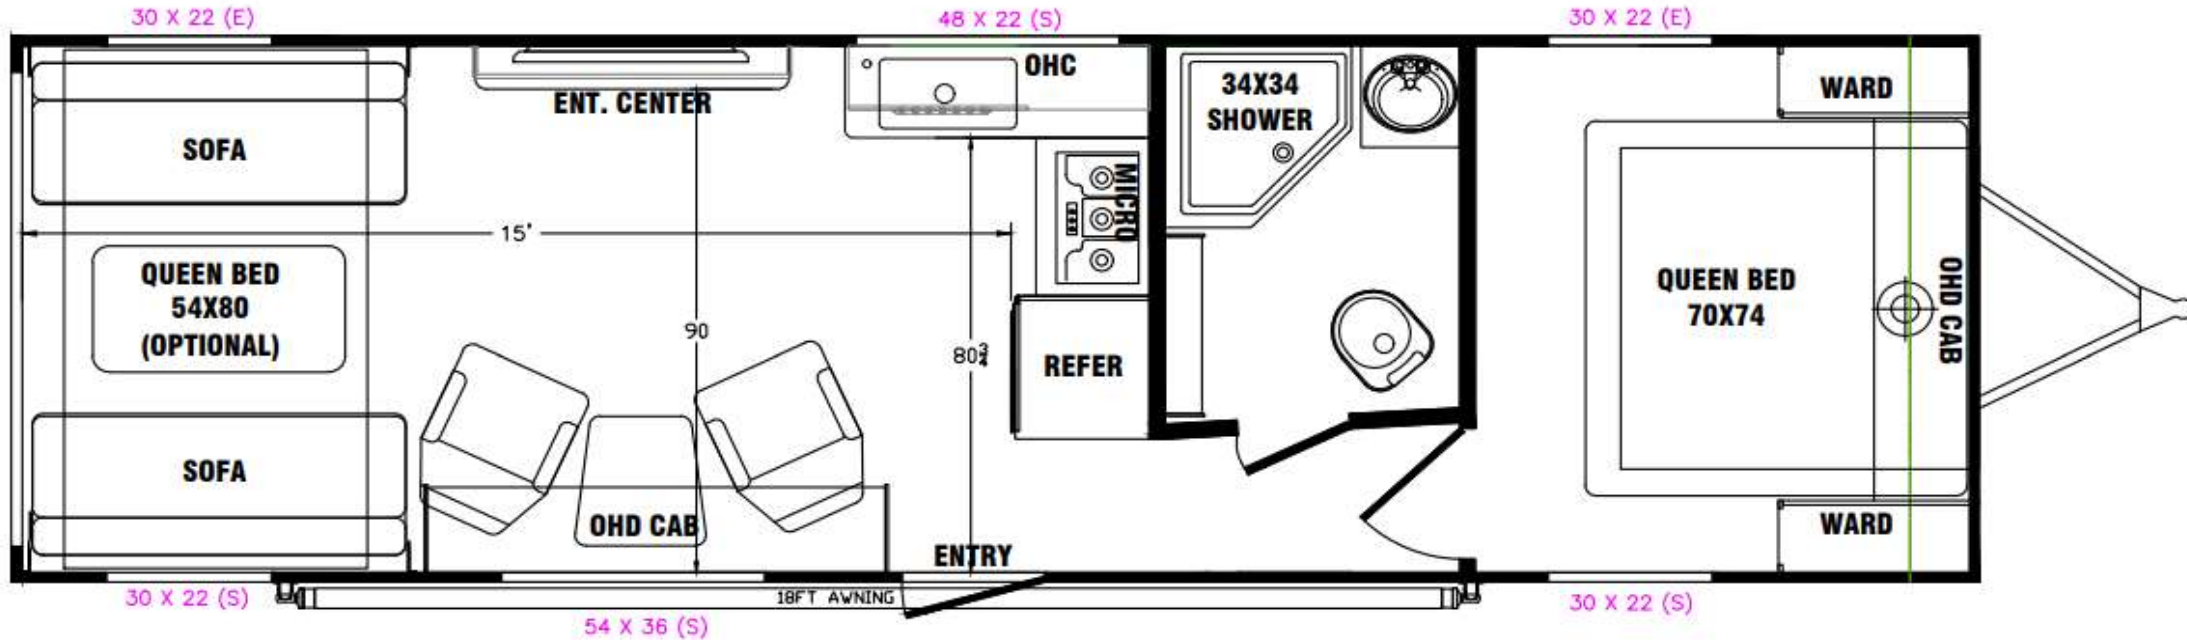 30 X 22 (E)
48 X 22 (S)
30 X 22 (E)
OHC
ENT. CENTER
34X34
SHOWER
WARD
SOFA
MICRO
15'
QUEEN BED
54X80
(OPTIONAL)
QUEEN BED
70X74
OHD CAB
90
80 3/4
REFER
SOFA
OHD CAB
ENTRY
WARD
18FT AWNING
30 X 22 (S)
54 X 36 (S)
30 X 22 (S)